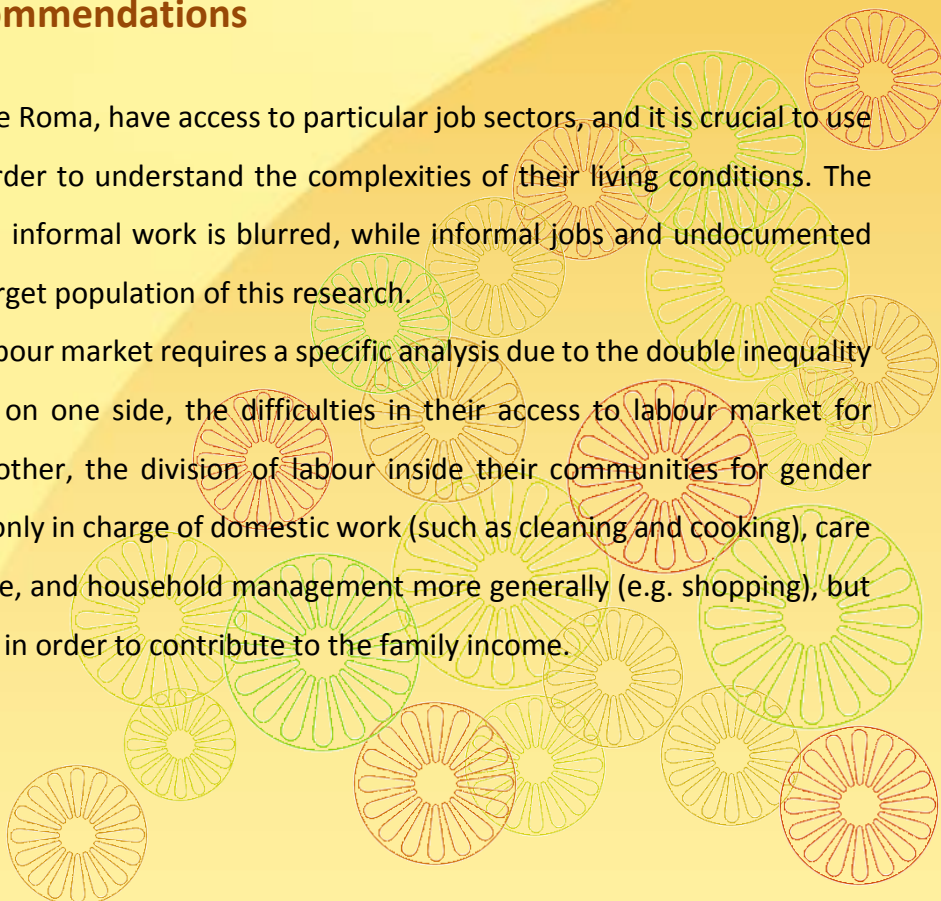 ommendations
e Roma, have access to particular job sectors, and it is crucial to use
rder to understand the complexities of their living conditions. The
informal work is blurred, while informal jobs and undocumented
rget population of this research.
bour market requires a specific analysis due to the double inequality
on one side, the difficulties in their access to labour market for
other, the division of labour inside their communities for gender
only in charge of domestic work (such as cleaning and cooking), care
e, and household management more generally (e.g. shopping), but
in order to contribute to the family income.